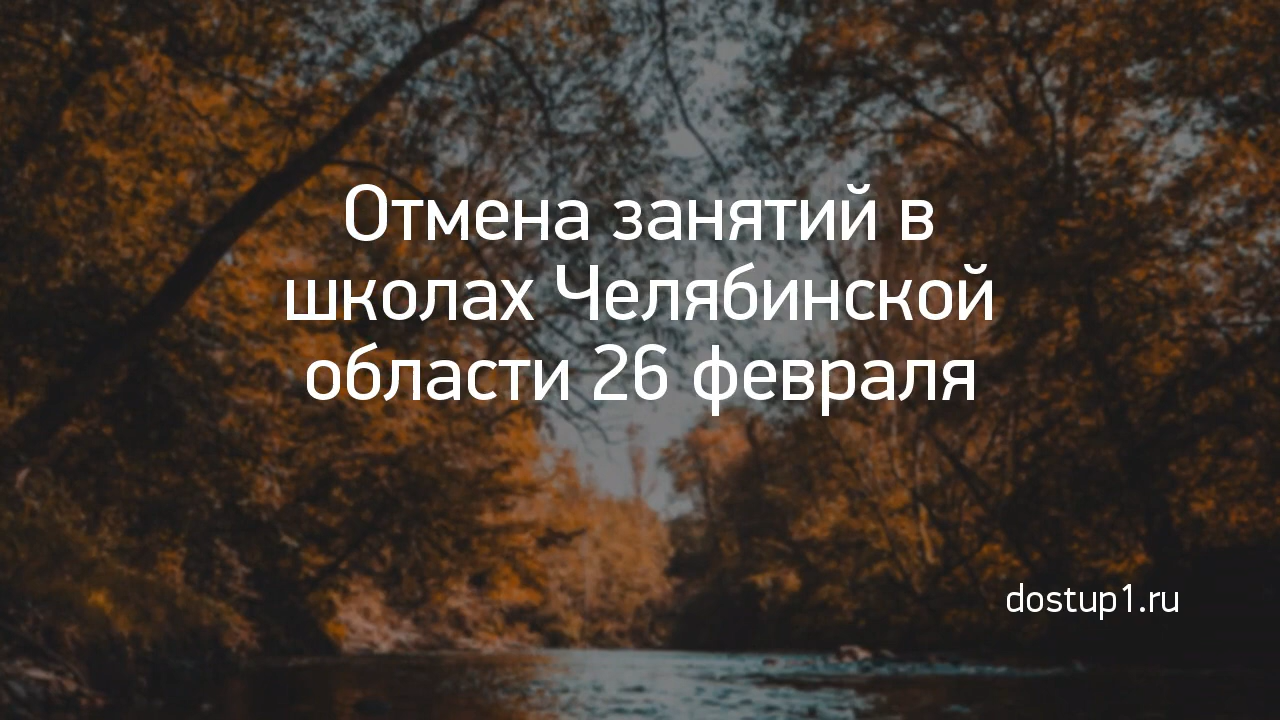 Отмена занятий в
школах Челябинской
области 26 февраля
dostup1.ru